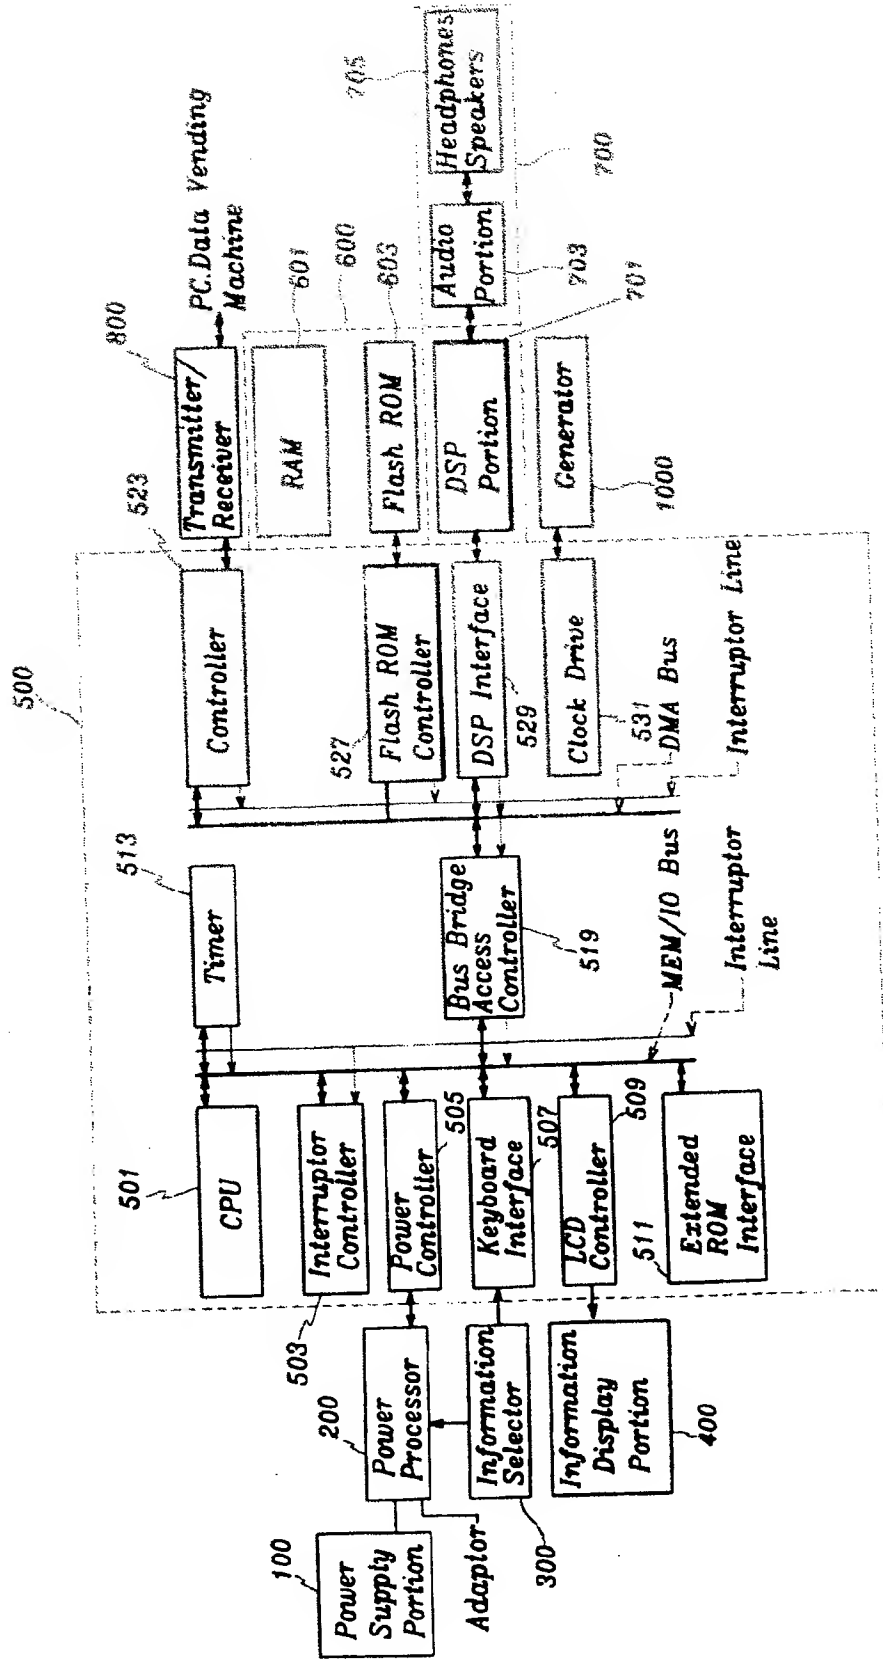 500
513
523
800
PC.Data Vending
Machine
501
CPU
Timer
Controller
Transmitter/
Receiver
RAM
601
600
503
Interruptor
Controller
527
Flash ROM
Controller
Flash ROM
603
100
Power
Supply
Portion
200
Power
Processor
Power
Controller
505
Bus Bridge
Access
Controller
519
DSP Interface
529
DSP
Portion
701
Audio
Portion
703
Headphones
Speakers
705
700
Adaptor
Information
Selector
300
Keyboard
Interface
507
Clock Drive
531
Generator
1000
Information
Display
Portion
400
LCD
Controller
509
511
Extended
ROM
Interface
MEM/IO Bus
Interruptor
Line
DMA Bus
Interruptor Line